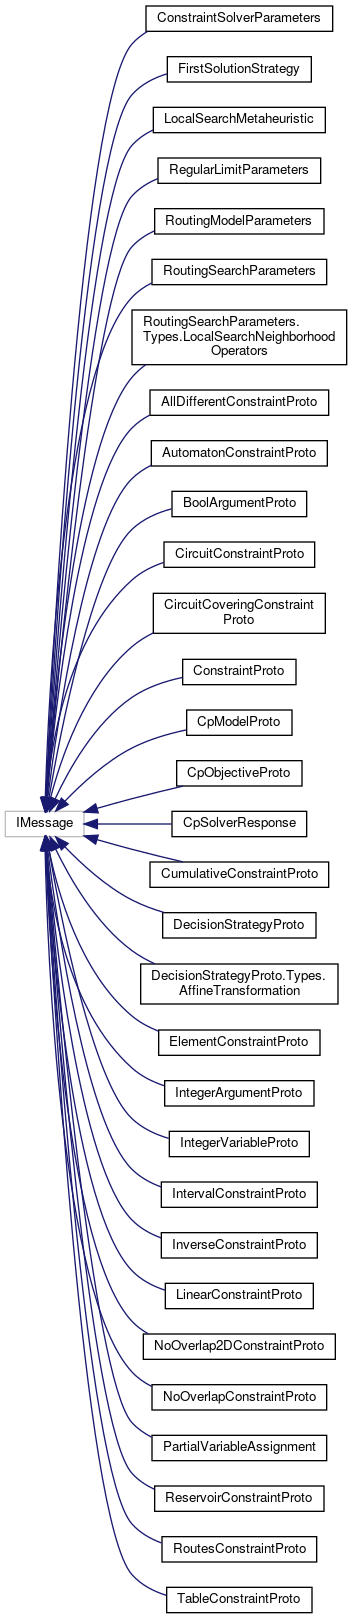 ConstraintSolverParameters
FirstSolutionStrategy
LocalSearchMetaheuristic
RegularLimitParameters
RoutingModelParameters
RoutingSearchParameters
RoutingSearchParameters.
Types.LocalSearchNeighborhood
Operators
AllDifferentConstraintProto
AutomatonConstraintProto
BoolArgumentProto
CircuitConstraintProto
CircuitCoveringConstraint
Proto
ConstraintProto
CpModelProto
CpObjectiveProto
IMessage
CpSolverResponse
CumulativeConstraintProto
DecisionStrategyProto
DecisionStrategyProto.Types.
AffineTransformation
ElementConstraintProto
IntegerArgumentProto
IntegerVariableProto
IntervalConstraintProto
InverseConstraintProto
LinearConstraintProto
NoOverlap2DConstraintProto
NoOverlapConstraintProto
PartialVariableAssignment
ReservoirConstraintProto
RoutesConstraintProto
TableConstraintProto